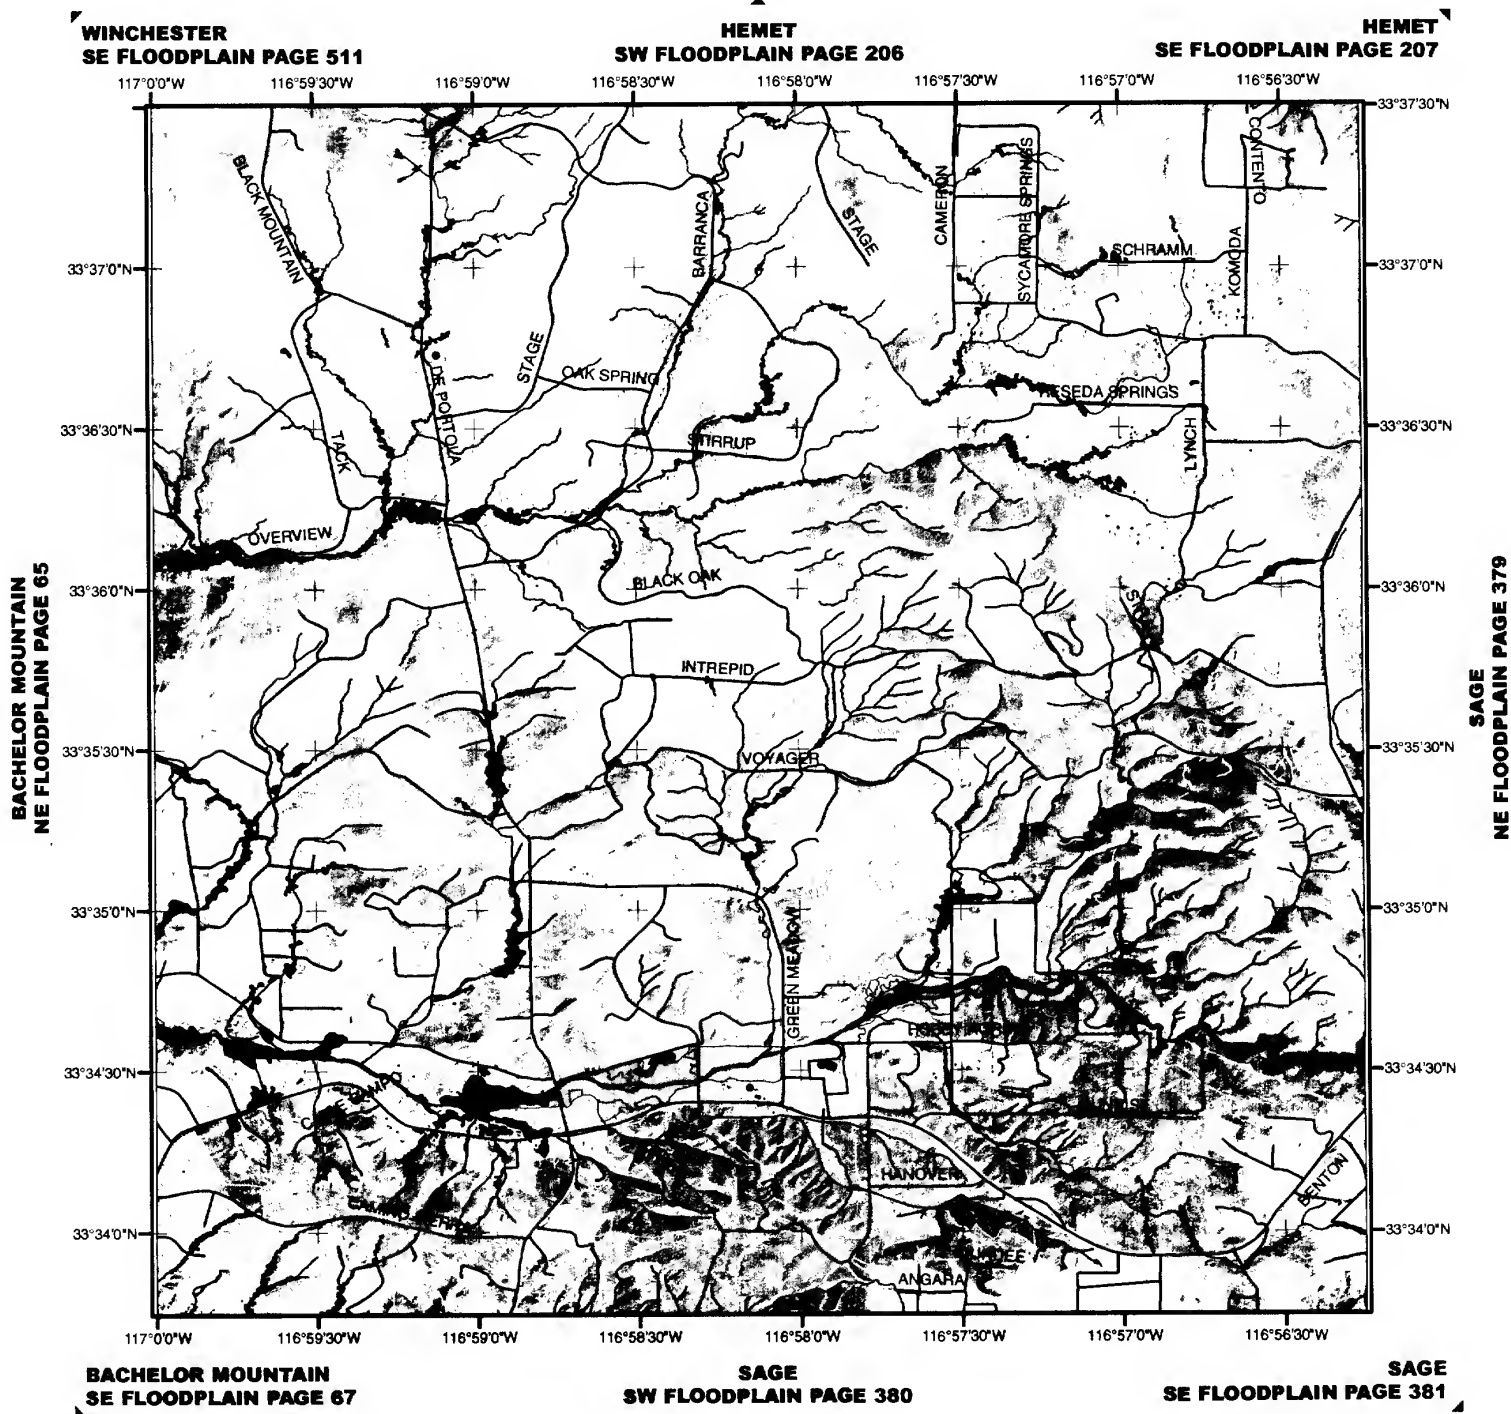 WINCHESTER
SE FLOODPLAIN PAGE 511
HEMET
SW FLOODPLAIN PAGE 206
HEMET
SE FLOODPLAIN PAGE 207
117°0'0"W
116°59'30"W
116°59'0"W
116°58'30"W
116°58'0"W
116°57'30"W
116°57'0"W
116°56'30"W
33°37'30"N
BLACK MOUNTAIN
BARRANCA
STAGE
CAMERON
SYCAMORE SPRINGS
CONTENTO
SCHRAMM
KOMODA
33°37'0"N
33°37'0"N
DE PORTOLA
STAGE
OAK SPRING
RESEDA SPRINGS
33°36'30"N
33°36'30"N
TACK
STIRRUP
LYNCH
OVERVIEW
BLACK OAK
33°36'0"N
33°36'0"N
BACHELOR MOUNTAIN
NE FLOODPLAIN PAGE 65
SAGE
NE FLOODPLAIN PAGE 379
INTREPID
33°35'30"N
33°35'30"N
VOYAGER
33°35'0"N
33°35'0"N
GREEN MEADOW
33°34'30"N
33°34'30"N
HANOVER
BENTON
33°34'0"N
33°34'0"N
ANGARA
117°0'0"W
116°59'30"W
116°59'0"W
116°58'30"W
116°58'0"W
116°57'30"W
116°57'0"W
116°56'30"W
BACHELOR MOUNTAIN
SE FLOODPLAIN PAGE 67
SAGE
SW FLOODPLAIN PAGE 380
SAGE
SE FLOODPLAIN PAGE 381